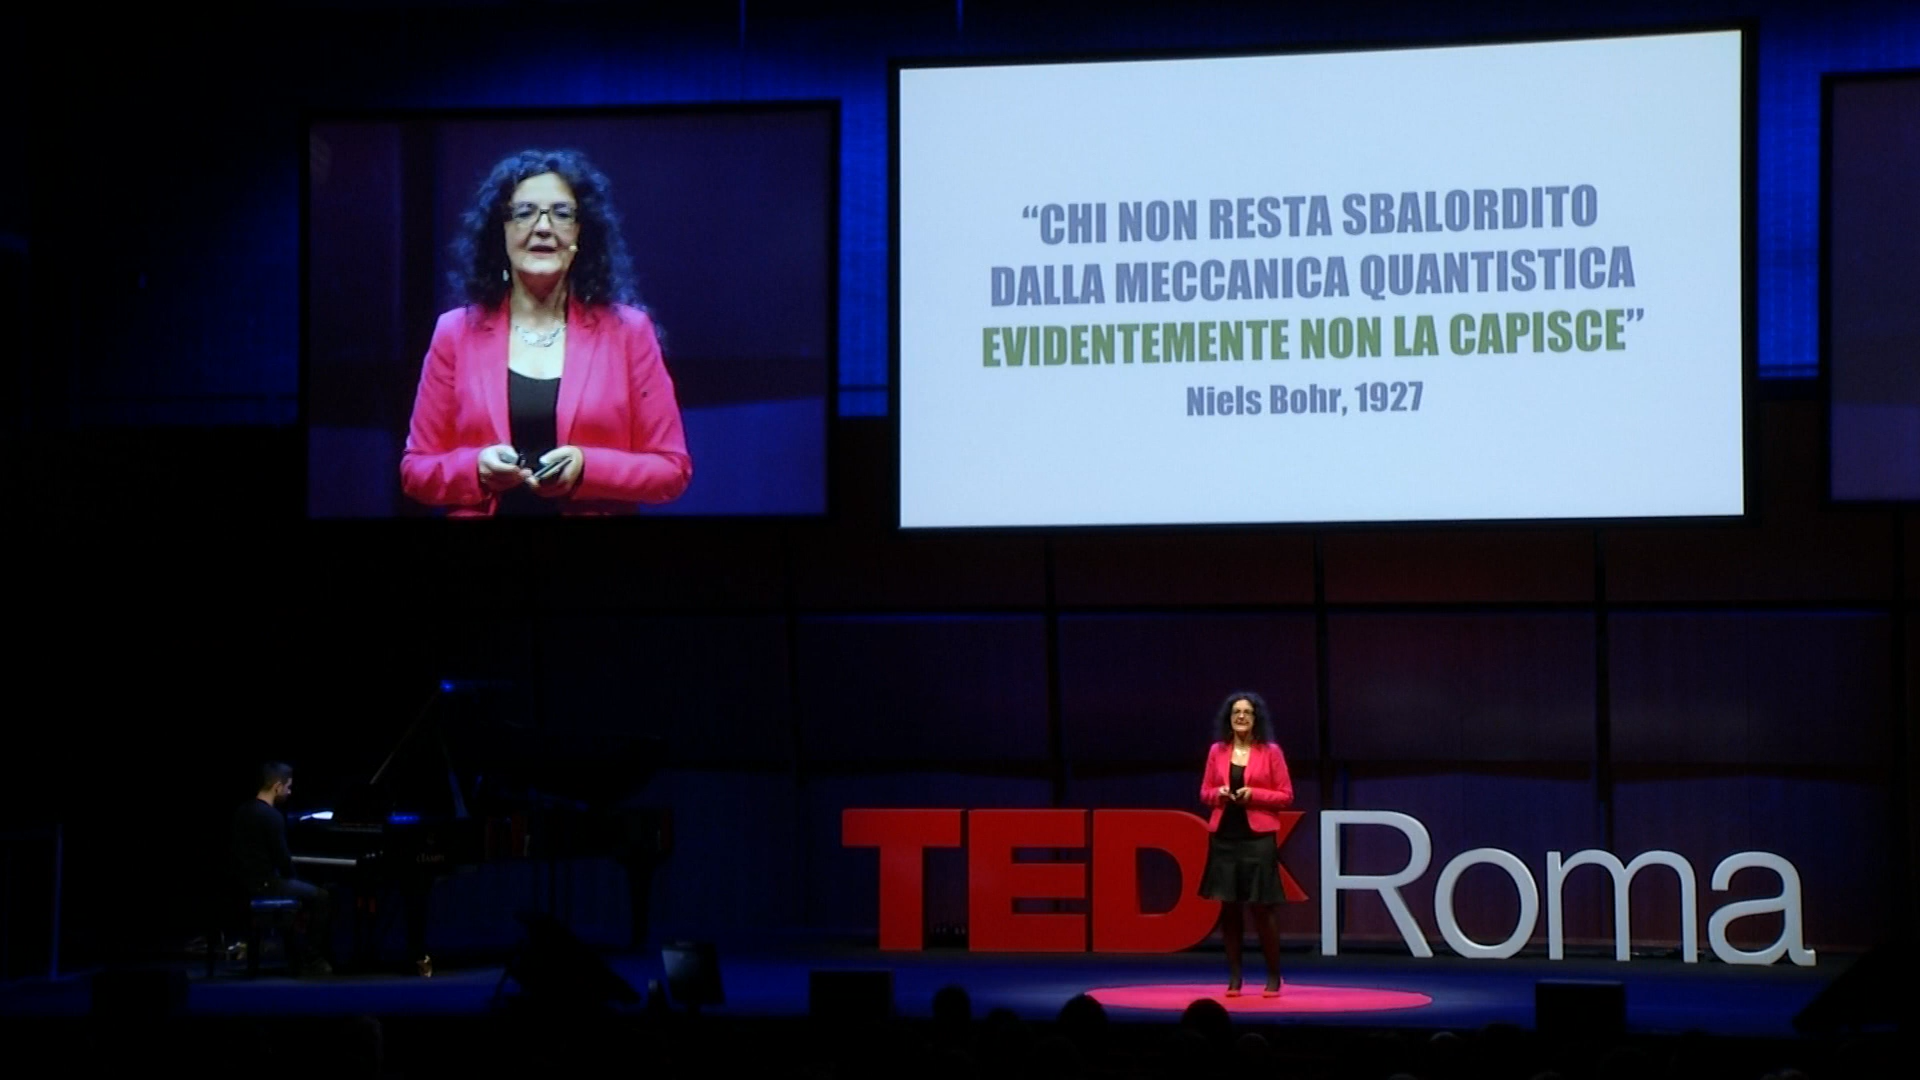 “CHI NON RESTA SBALORDITO
DALLA MECCANICA QUANTISTICA
EVIDENTEMENTE NON LA CAPISCE”
Niels Bohr, 1927
TEDxRoma